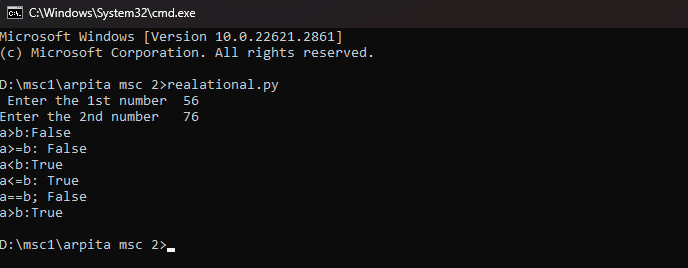 C:\Windows\System32\cmd.exe
Microsoft Windows [Version 10.0.22621.2861]
(c) Microsoft Corporation. All rights reserved.
D:\msc1\arpita msc 2>realational.py
 Enter the 1st number  56
Enter the 2nd number   76
a>b:False
a>=b: False
a<b:True
a<=b: True
a==b; False
a>b:True
D:\msc1\arpita msc 2>